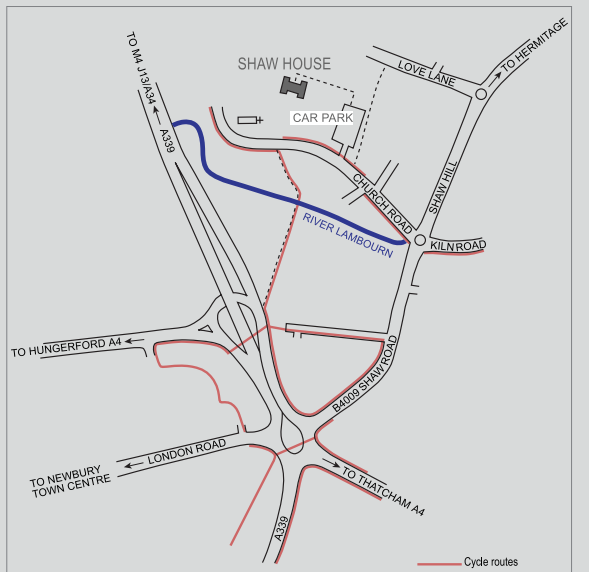 TO M4 J13/A34
A339
SHAW HOUSE
CAR PARK
LOVE LANE
TO HERMITAGE
SHAW HILL
CHURCH ROAD
KILN ROAD
RIVER LAMBOURN
TO HUNGERFORD A4
B4009 SHAW ROAD
LONDON ROAD
TO NEWBURY
TOWN CENTRE
TO THATCHAM A4
A339
Cycle routes